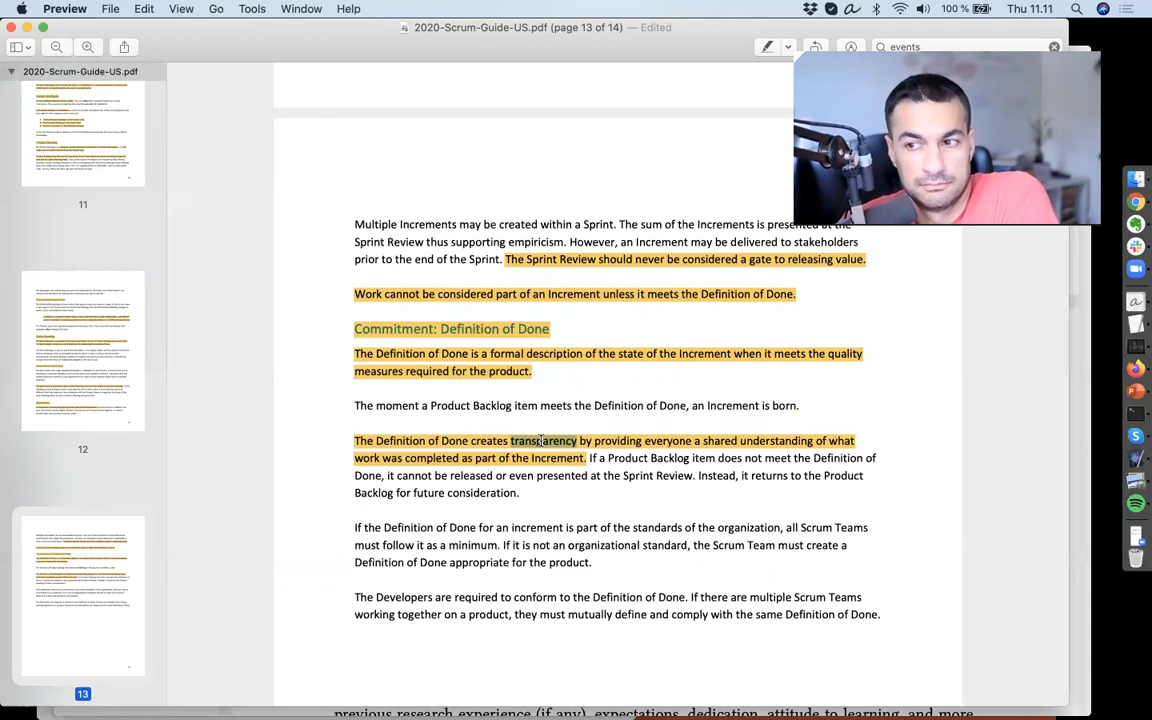 Preview File Edit View Go Tools Window Help 100 % Thu 11.11
2020-Scrum-Guide-US.pdf (page 13 of 14) — Edited
events
2020-Scrum-Guide-US.pdf
11
12
13
Multiple Increments may be created within a Sprint. The sum of the Increments is presented at the
Sprint Review thus supporting empiricism. However, an Increment may be delivered to stakeholders
prior to the end of the Sprint. The Sprint Review should never be considered a gate to releasing value.
Work cannot be considered part of an Increment unless it meets the Definition of Done.
Commitment: Definition of Done
The Definition of Done is a formal description of the state of the Increment when it meets the quality
measures required for the product.
The moment a Product Backlog item meets the Definition of Done, an Increment is born.
The Definition of Done creates transparency by providing everyone a shared understanding of what
work was completed as part of the Increment. If a Product Backlog item does not meet the Definition of
Done, it cannot be released or even presented at the Sprint Review. Instead, it returns to the Product
Backlog for future consideration.
If the Definition of Done for an increment is part of the standards of the organization, all Scrum Teams
must follow it as a minimum. If it is not an organizational standard, the Scrum Team must create a
Definition of Done appropriate for the product.
The Developers are required to conform to the Definition of Done. If there are multiple Scrum Teams
working together on a product, they must mutually define and comply with the same Definition of Done.
previous research experience (if any), expectations, dedication, attitude to learning, and more